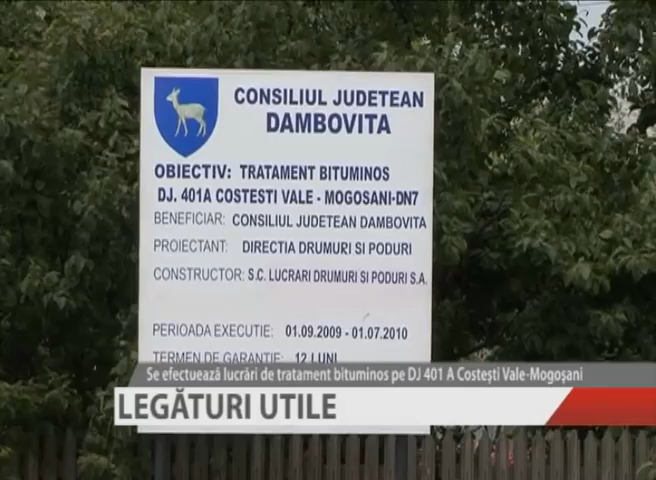 CONSILIUL JUDETEAN
DAMBOVITA
OBIECTIV: TRATAMENT BITUMINOS
DJ. 401A COSTESTI VALE - MOGOSANI-DN7
BENEFICIAR: CONSILIUL JUDETEAN DAMBOVITA
PROIECTANT: DIRECTIA DRUMURI SI PODURI
CONSTRUCTOR: S.C. LUCRARI DRUMURI SI PODURI S.A.
PERIOADA EXECUTIE: 01.09.2009 - 01.07.2010
TERMEN DE GARANTIE: 12 LUNI
Se efectuează lucrări de tratament bituminos pe DJ 401 A Costești Vale-Mogoșani
LEGĂTURI UTILE